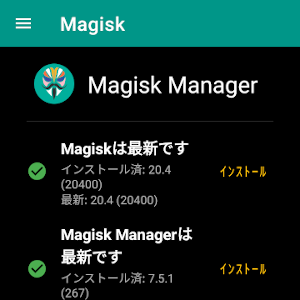 Magisk
Magisk Manager
Magiskは最新です
インストール済: 20.4
(20400)
最新: 20.4 (20400)
インストール
Magisk Managerは
最新です
インストール済: 7.5.1
(267)
インストール